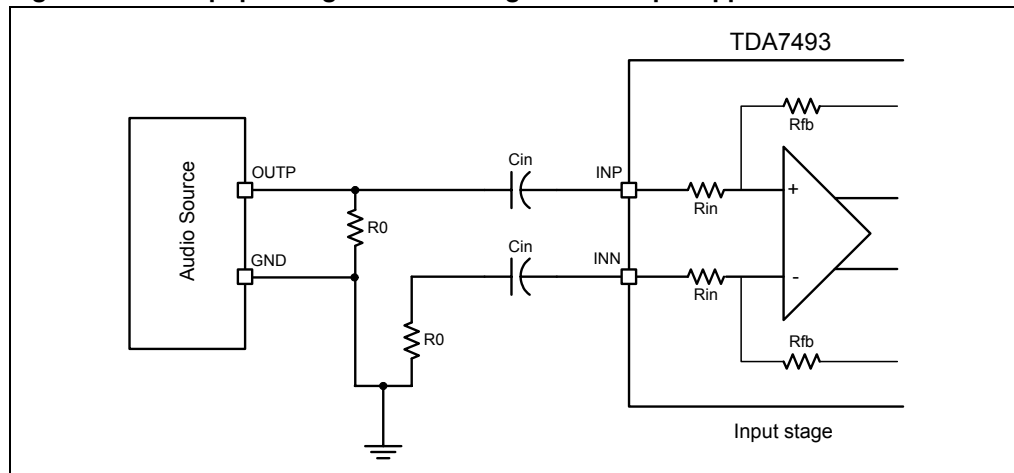 TDA7493
Rfb
Cin
OUTP
INP
Rin
+
R0
Audio Source
GND
Cin
INN
Rin
-
R0
Rfb
Input stage